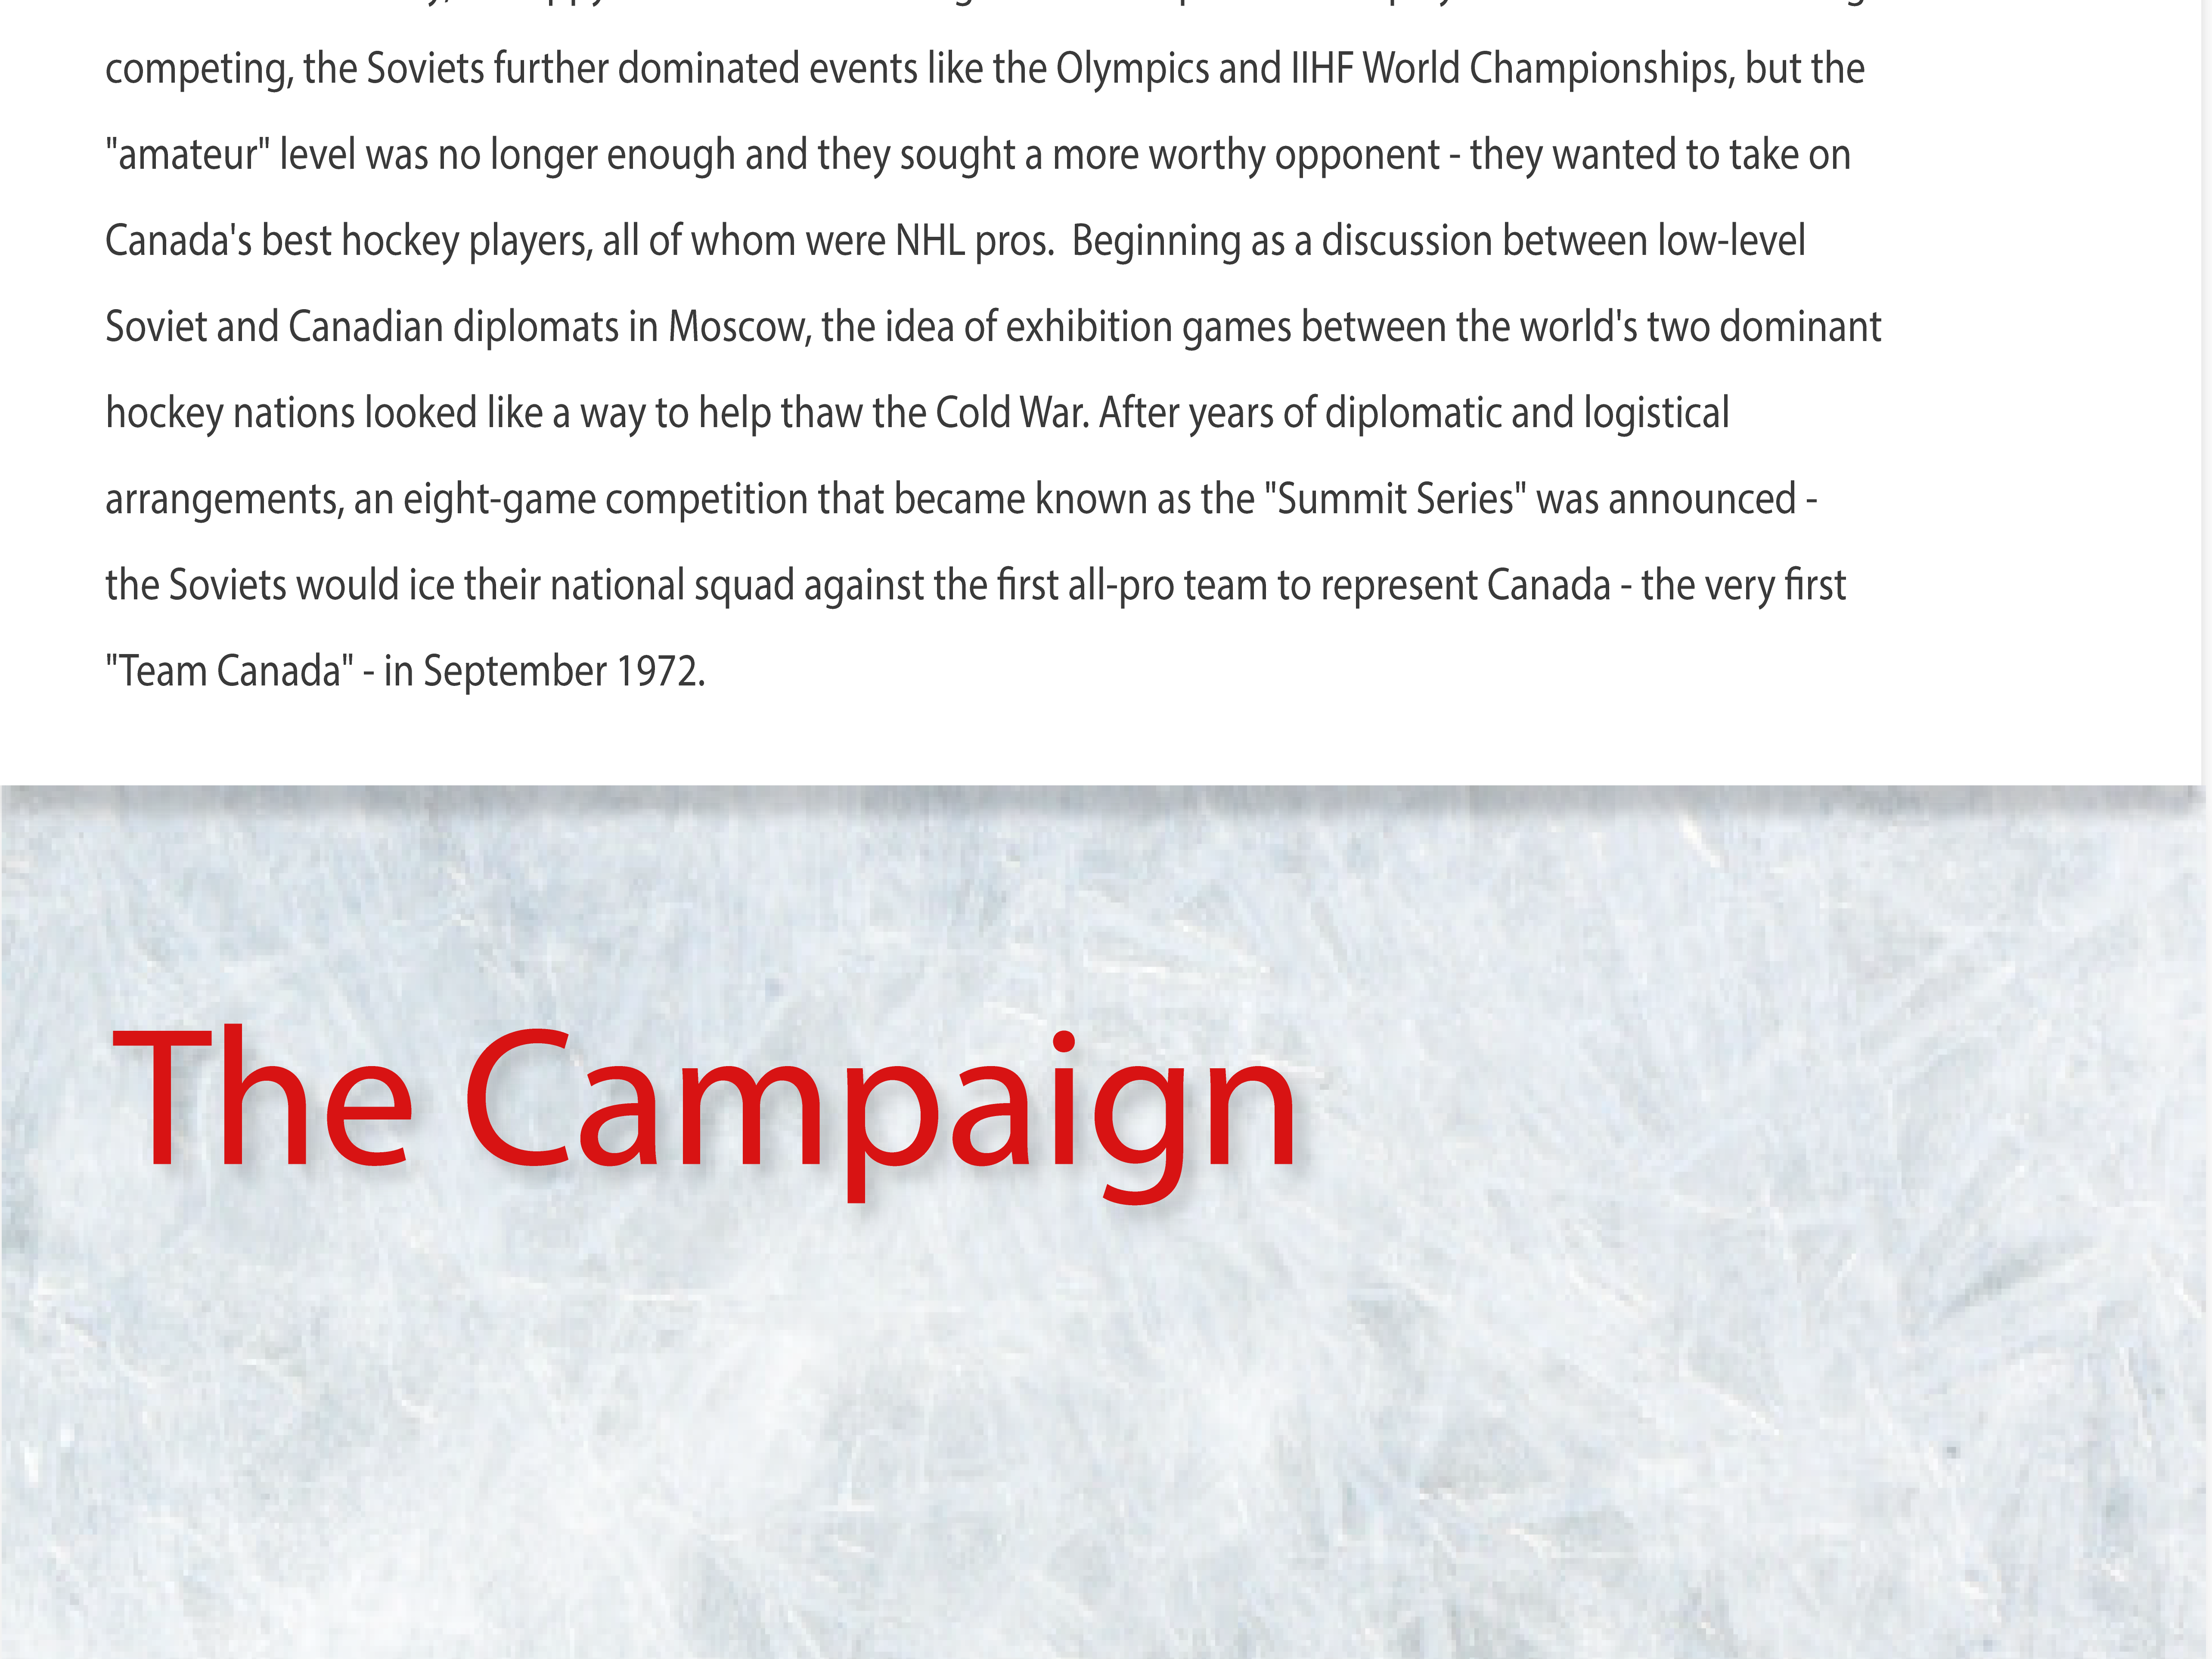 competing, the Soviets further dominated events like the Olympics and IIHF World Championships, but the
"amateur" level was no longer enough and they sought a more worthy opponent - they wanted to take on
Canada's best hockey players, all of whom were NHL pros.  Beginning as a discussion between low-level
Soviet and Canadian diplomats in Moscow, the idea of exhibition games between the world's two dominant
hockey nations looked like a way to help thaw the Cold War. After years of diplomatic and logistical
arrangements, an eight-game competition that became known as the "Summit Series" was announced -
the Soviets would ice their national squad against the first all-pro team to represent Canada - the very first
"Team Canada" - in September 1972.
The Campaign